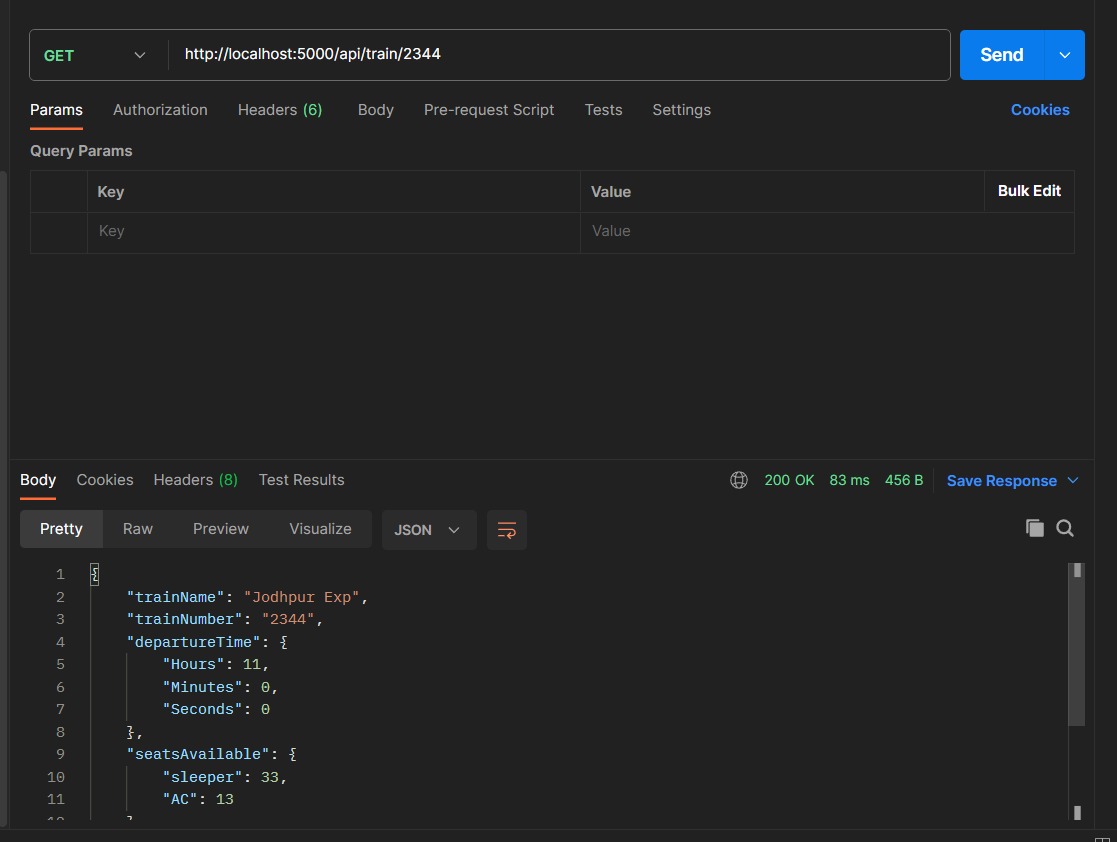 GET http://localhost:5000/api/train/2344 Send
Params Authorization Headers (6) Body Pre-request Script Tests Settings Cookies
Query Params
Key Value Bulk Edit
Key Value
Body Cookies Headers (8) Test Results 200 OK 83 ms 456 B Save Response
Pretty Raw Preview Visualize JSON
1 {
2 "trainName": "Jodhpur Exp",
3 "trainNumber": "2344",
4 "departureTime": {
5 "Hours": 11,
6 "Minutes": 0,
7 "Seconds": 0
8 },
9 "seatsAvailable": {
10 "sleeper": 33,
11 "AC": 13